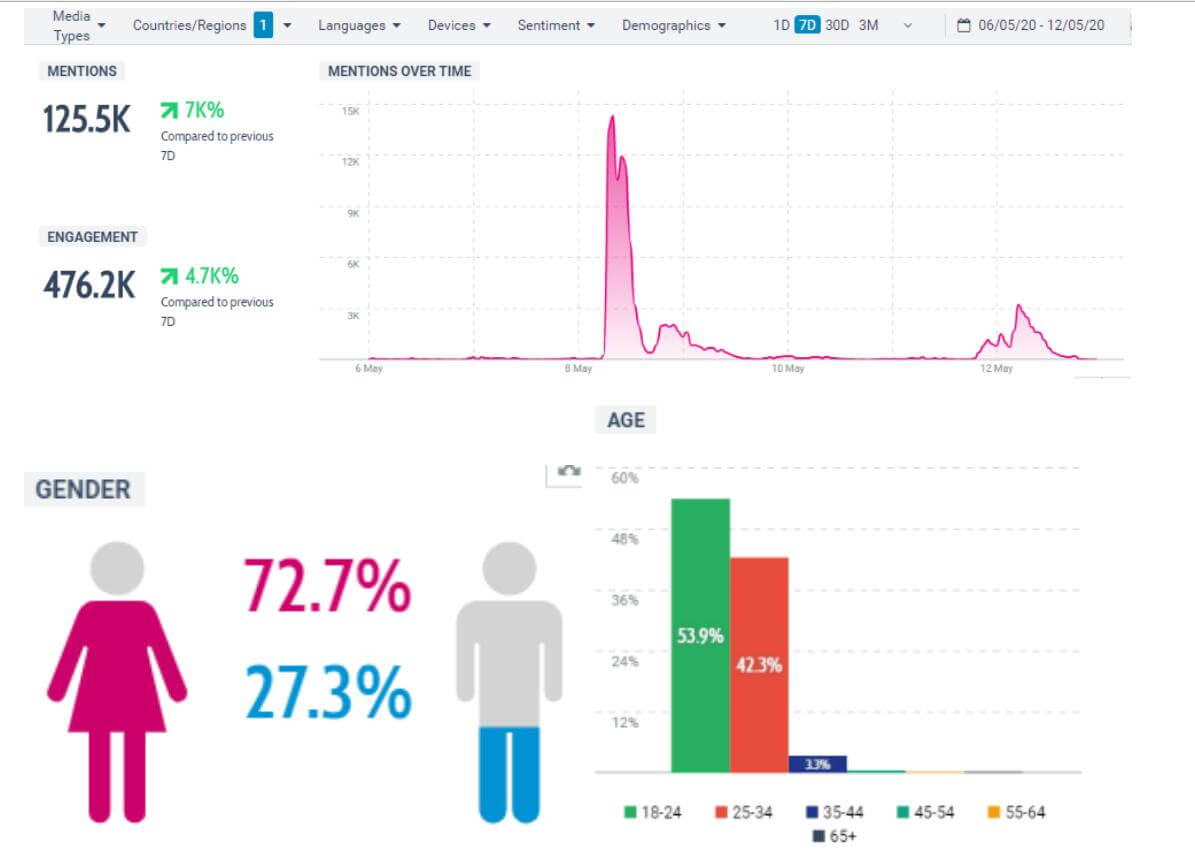 Media Types
Countries/Regions 1
Languages
Devices
Sentiment
Demographics
1D 7D 30D 3M
06/05/20 - 12/05/20
MENTIONS
125.5K
7K%
Compared to previous
7D
ENGAGEMENT
476.2K
4.7K%
Compared to previous
7D
MENTIONS OVER TIME
15K
12K
9K
6K
3K
6 May
8 May
10 May
12 May
GENDER
72.7%
27.3%
AGE
60%
48%
36%
24%
12%
53.9%
42.3%
3.3%
18-24
25-34
35-44
45-54
55-64
65+